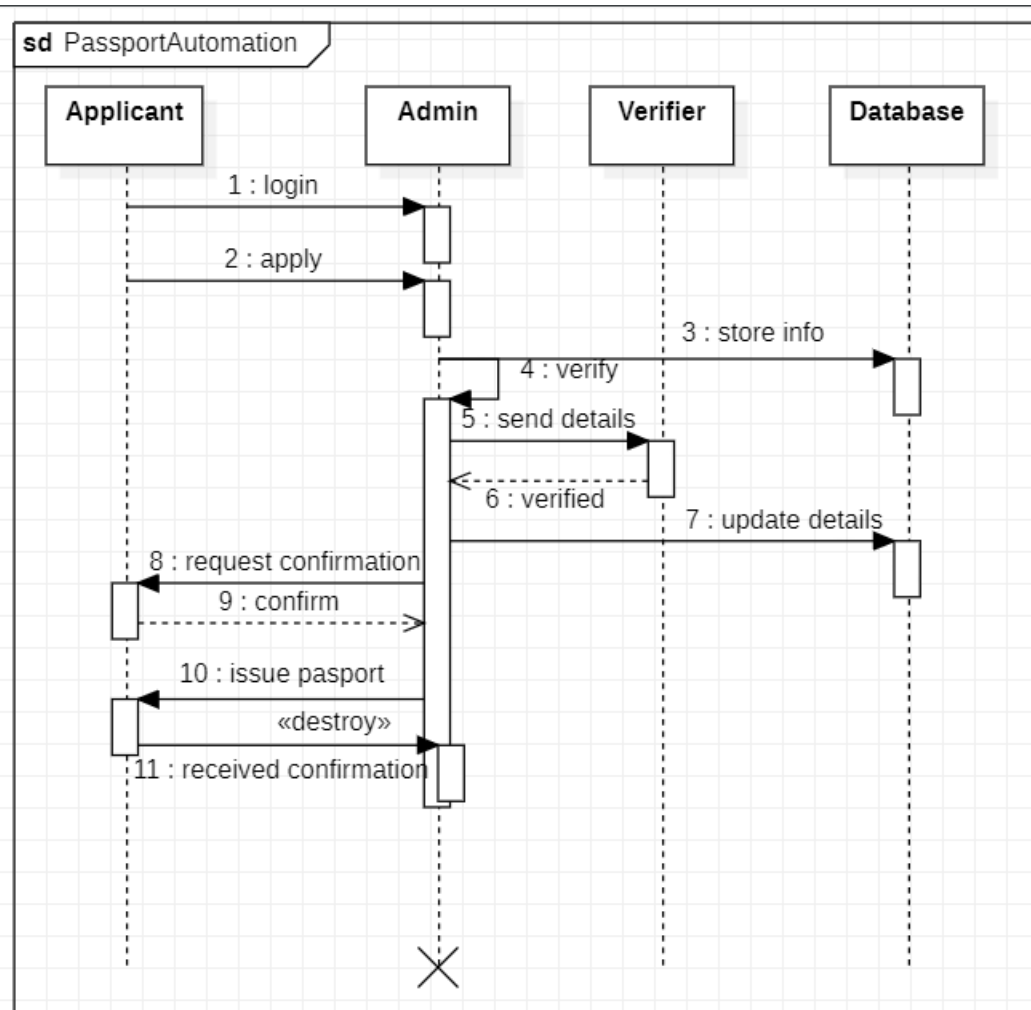 sd PassportAutomation
Applicant
Admin
Verifier
Database
1 : login
2 : apply
3 : store info
4 : verify
5 : send details
6 : verified
7 : update details
8 : request confirmation
9 : confirm
10 : issue pasport
«destroy»
11 : received confirmation